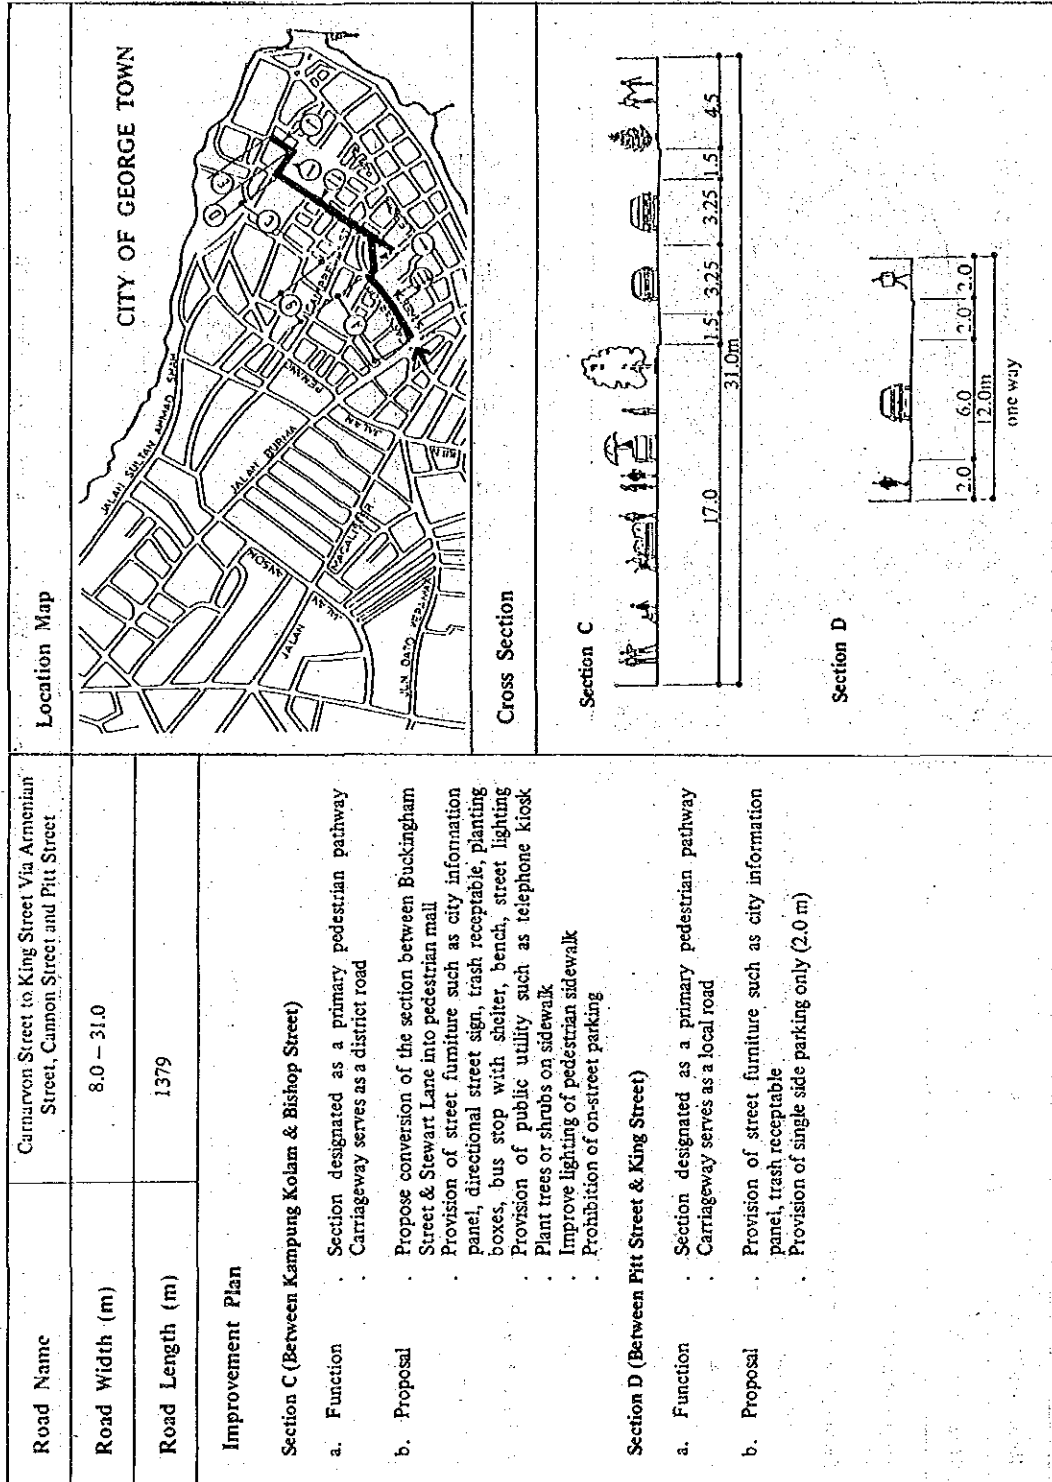 Road Name
Carnarvon Street to King Street Via Armenian
Street, Cannon Street and Pitt Street
Road Width (m)
8.0 – 31.0
Road Length (m)
1379
Improvement Plan
Section C (Between Kampung Kolam & Bishop Street)
a. Function
. Section designated as a primary pedestrian pathway
. Carriageway serves as a district road
b. Proposal
. Propose conversion of the section between Buckingham
Street & Stewart Lane into pedestrian mall
. Provision of street furniture such as city information
panel, directional street sign, trash receptable, planting
boxes, bus stop with shelter, bench, street lighting
. Provision of public utility such as telephone kiosk
. Plant trees or shrubs on sidewalk
. Improve lighting of pedestrian sidewalk
. Prohibition of on-street parking
Section D (Between Pitt Street & King Street)
a. Function
. Section designated as a primary pedestrian pathway
. Carriageway serves as a local road
b. Proposal
. Provision of street furniture such as city information
panel, trash receptable
. Provision of single side parking only (2.0 m)
Location Map
CITY OF GEORGE TOWN
JALAN SULTAN AHMAD SHAH
JALAN BURMA
PENANG
JALAN
JALAN
MACALISTER
JLN DATO KERAMAT
Cross Section
Section C
17.0
1.5
3.25
3.25
1.5
4.5
31.0m
Section D
2.0
6.0
2.0
2.0
12.0m
one way